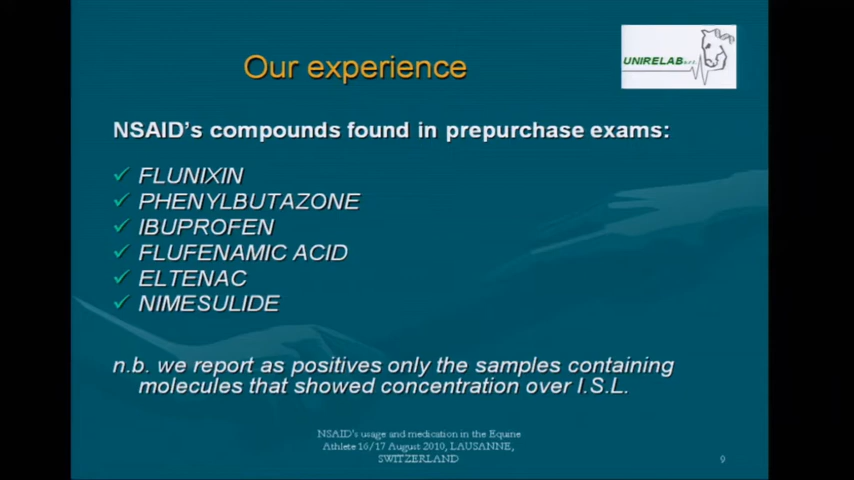 Our experience
UNIRELAB s.r.l.
NSAID's compounds found in prepurchase exams:
FLUNIXIN
PHENYLBUTAZONE
IBUPROFEN
FLUFENAMIC ACID
ELTENAC
NIMESULIDE
n.b. we report as positives only the samples containing
molecules that showed concentration over I.S.L.
NSAID's usage and medication in the Equine
Athlete 16/17 August 2010, LAUSANNE,
SWITZERLAND
9